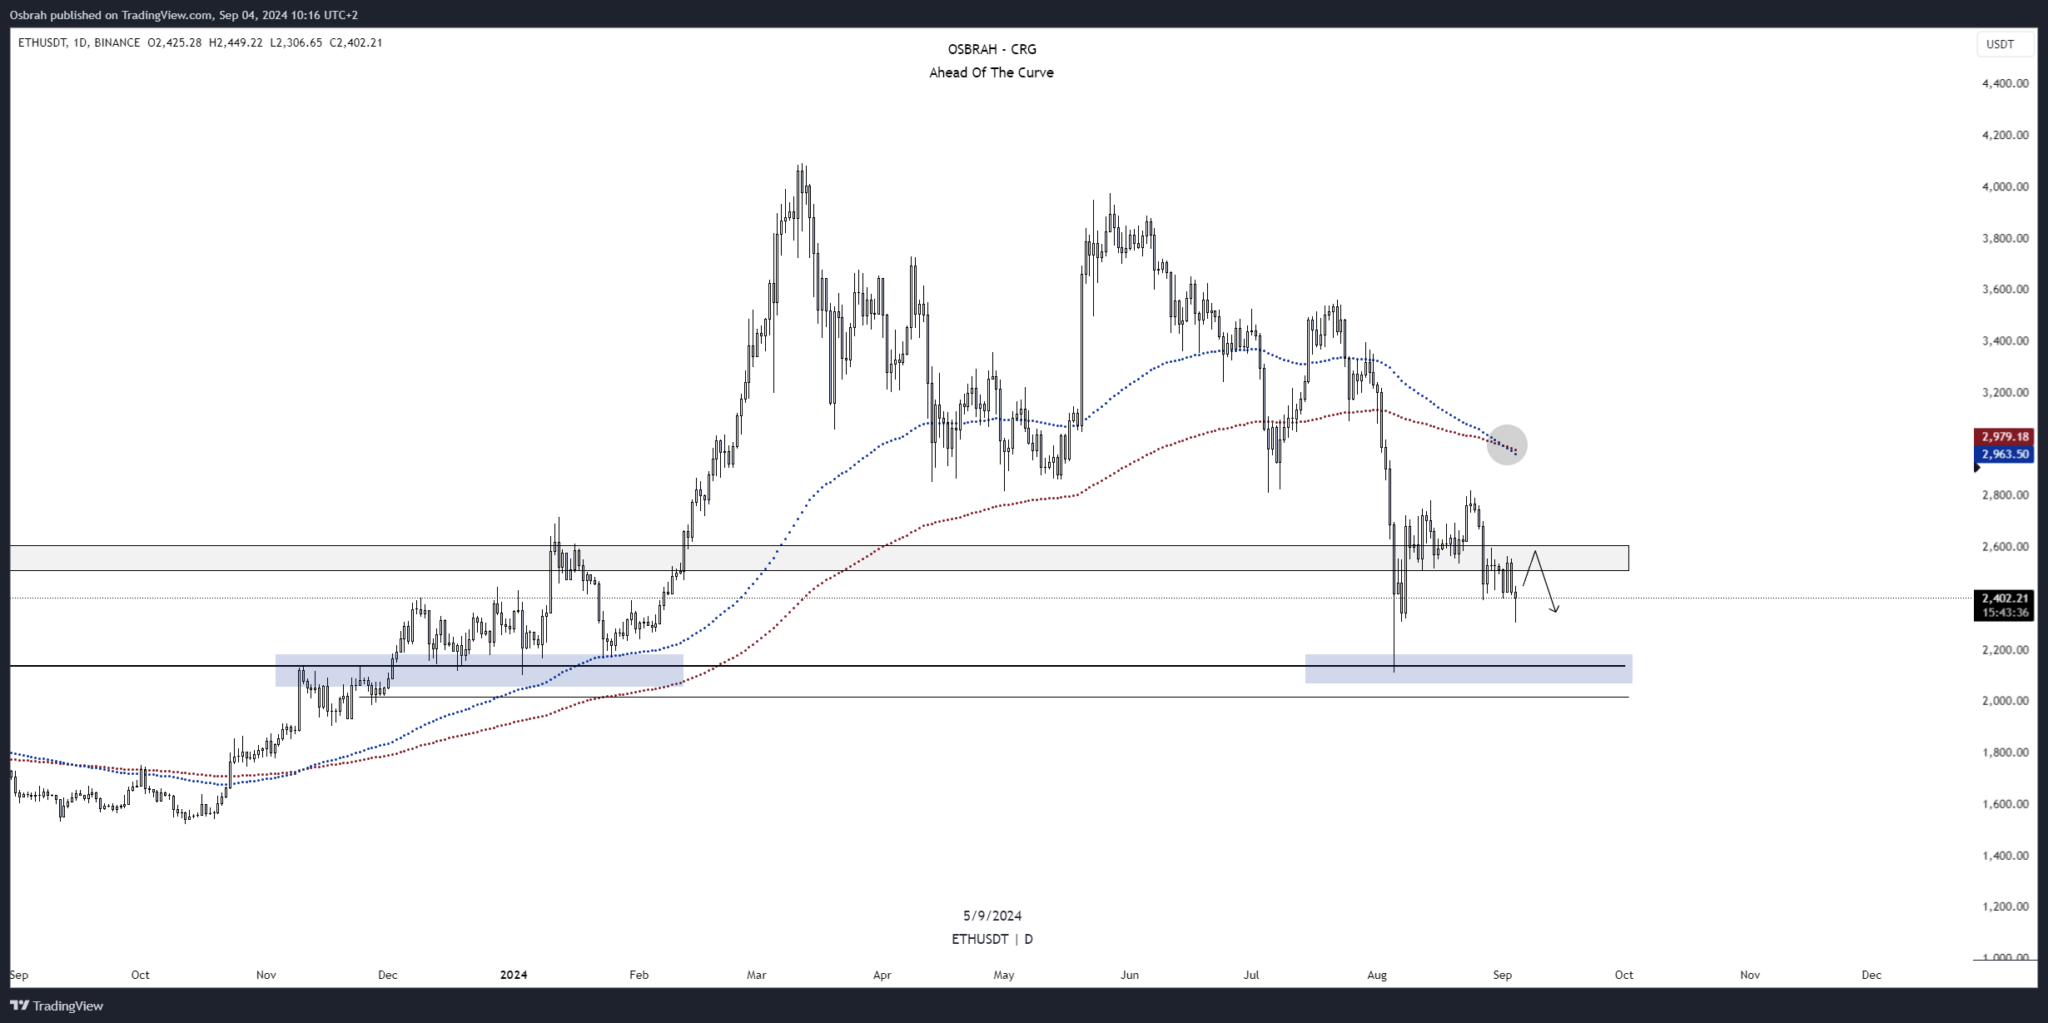 Osbrah published on TradingView.com, Sep 04, 2024 10:16 UTC+2
ETHUSDT, 1D, BINANCE O2,425.28 H2,449.22 L2,306.65 C2,402.21
OSBRAH - CRG
Ahead Of The Curve
USDT
4,400.00
4,200.00
4,000.00
3,800.00
3,600.00
3,400.00
3,200.00
2,979.18
2,963.50
2,800.00
2,600.00
2,402.21
15:43:36
2,200.00
2,000.00
1,800.00
1,600.00
1,400.00
1,200.00
1,000.00
5/9/2024
ETHUSDT | D
Sep Oct Nov Dec 2024 Feb Mar Apr May Jun Jul Aug Sep Oct Nov Dec
TradingView